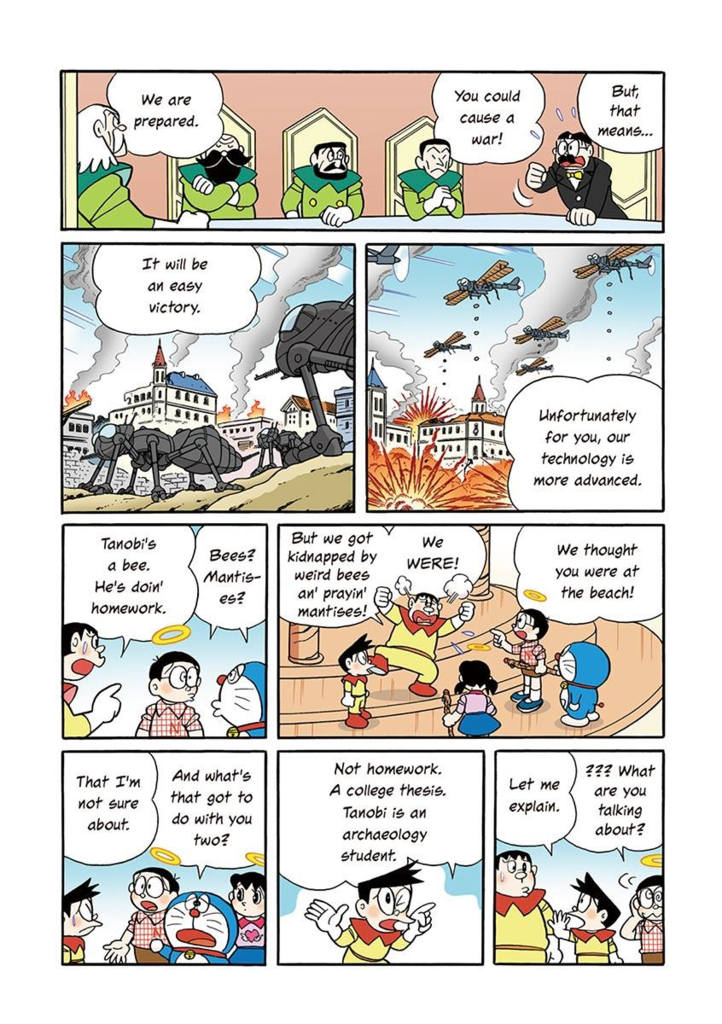 But,
that
means...
You could
cause a
war!
We are
prepared.
Unfortunately
for you, our
technology is
more advanced.
It will be
an easy
victory.
We thought
you were at
the beach!
We
WERE!
But we got
kidnapped by
weird bees
an' prayin'
mantises!
Bees?
Mantis-
es?
Tanobi's
a bee.
He's doin'
homework.
??? What
are you
talking
about?
Let me
explain.
Not homework.
A college thesis.
Tanobi is an
archaeology
student.
And what's
that got to
do with you
two?
That I'm
not sure
about.